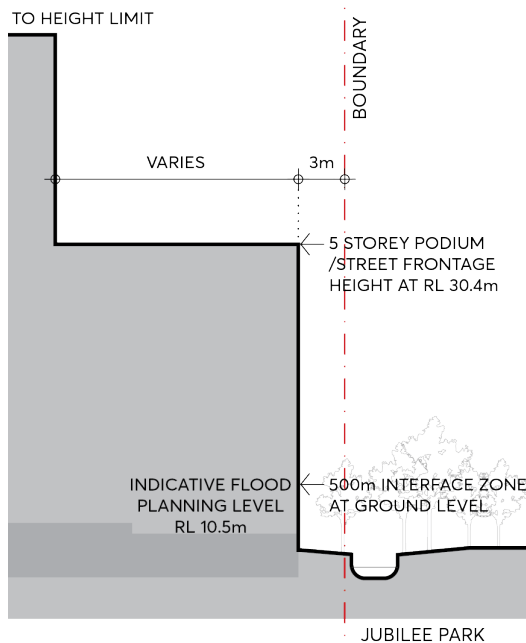 TO HEIGHT LIMIT
BOUNDARY
VARIES
3m
5 STOREY PODIUM
/STREET FRONTAGE
HEIGHT AT RL 30.4m
INDICATIVE FLOOD
PLANNING LEVEL
RL 10.5m
500m INTERFACE ZONE
AT GROUND LEVEL
JUBILEE PARK